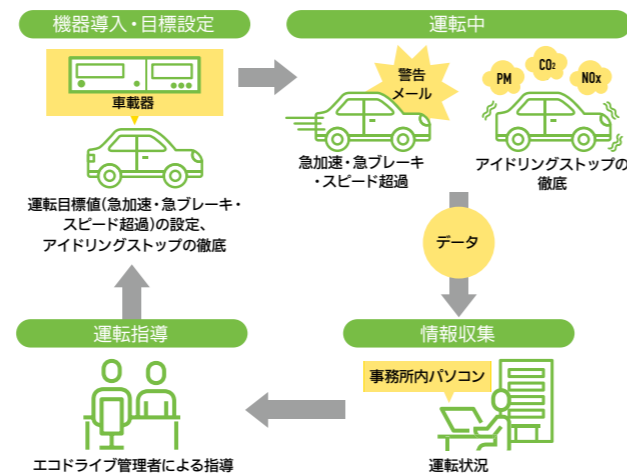 機器導入・目標設定
車載器
運転目標値(急加速・急ブレーキ・
スピード超過)の設定、
アイドリングストップの徹底
運転中
警告
メール
急加速・急ブレーキ
・スピード超過
PM
CO₂
NOx
アイドリングストップの
徹底
データ
情報収集
事務所内パソコン
運転状況
運転指導
エコドライブ管理者による指導